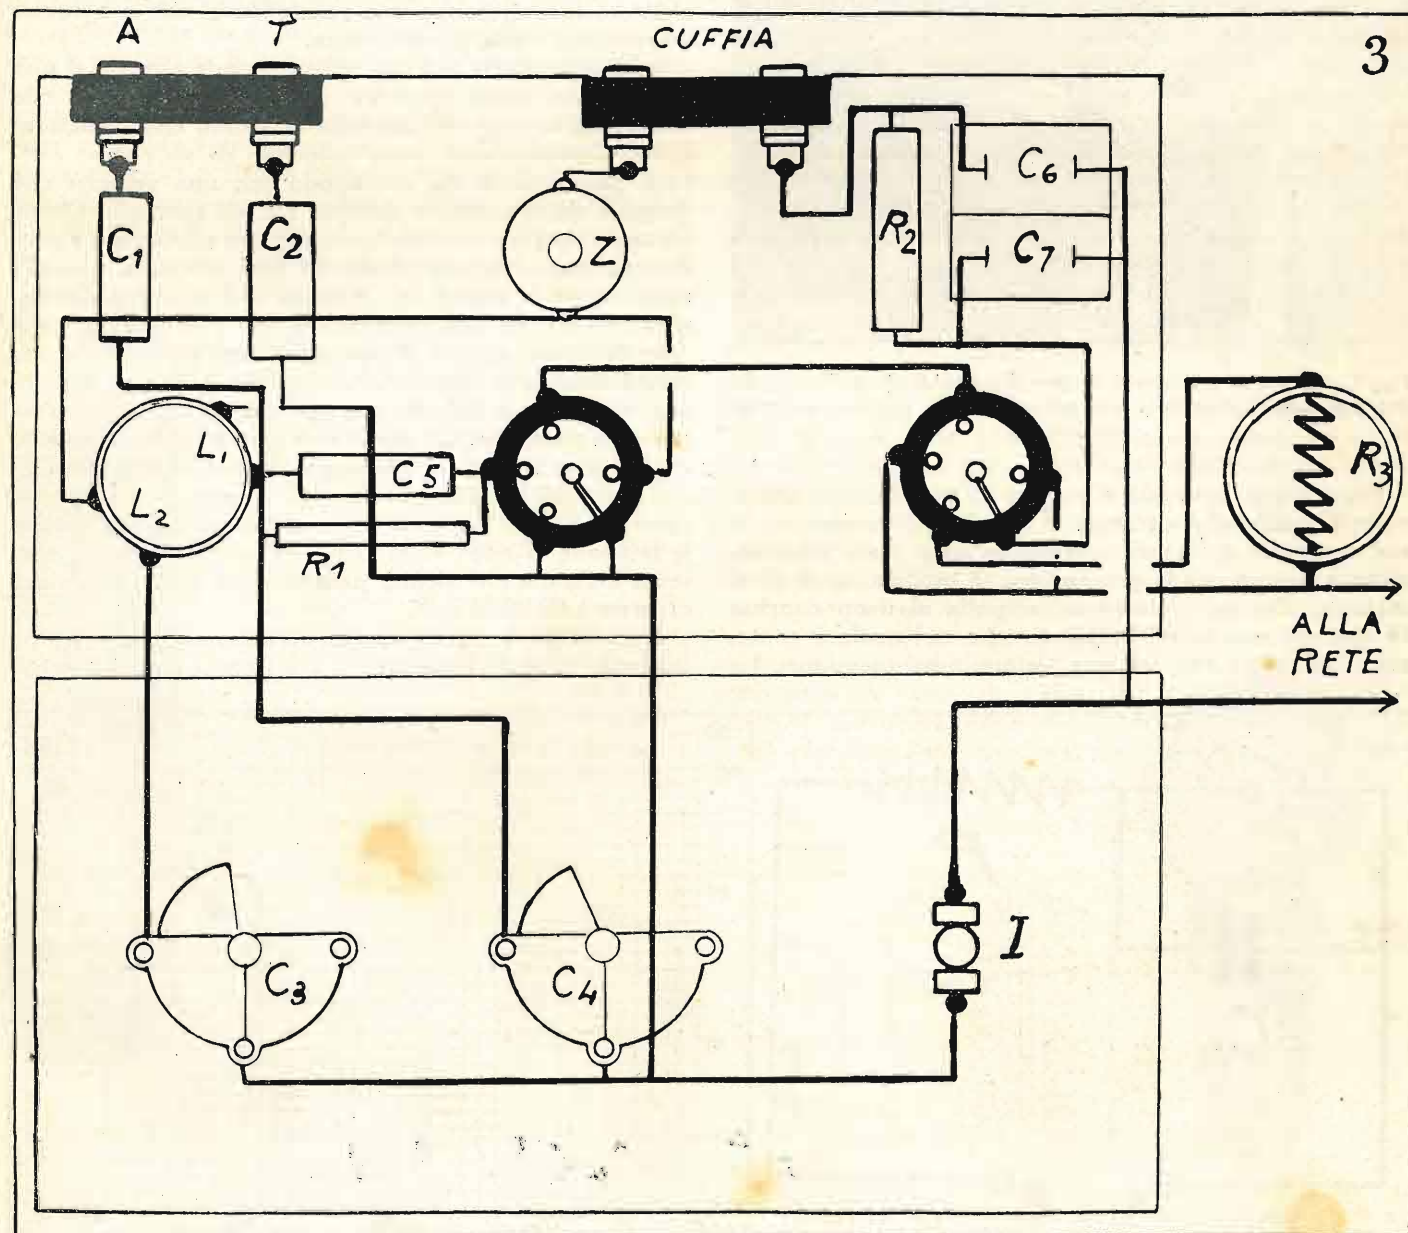 A T CUFFIA 3
C1 C2 Z R2 C6
C7
L1 C5 R3
L2
R1
ALLA
RETE
C3 C4 I